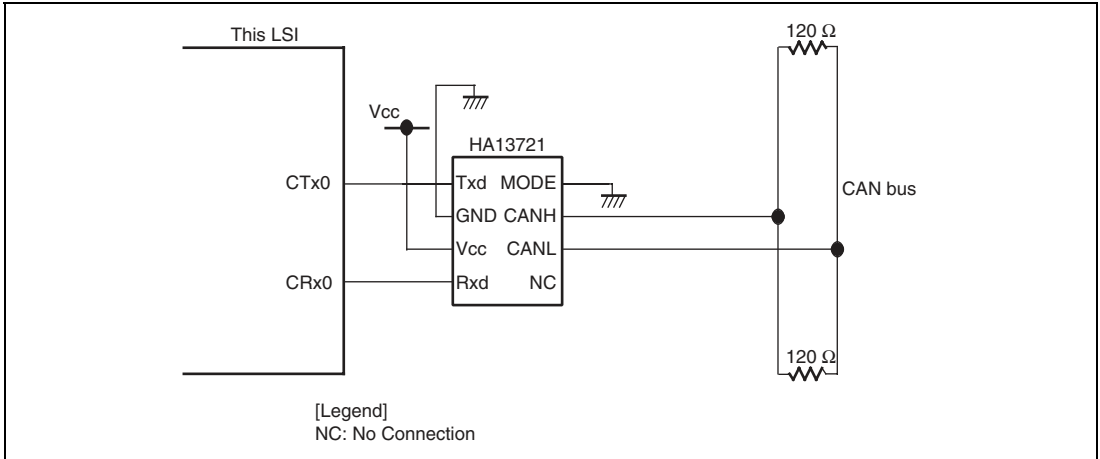 This LSI
120 Ω
Vcc
HA13721
CTx0
Txd MODE
GND CANH
CAN bus
Vcc CANL
CRx0
Rxd NC
120 Ω
[Legend]
NC: No Connection